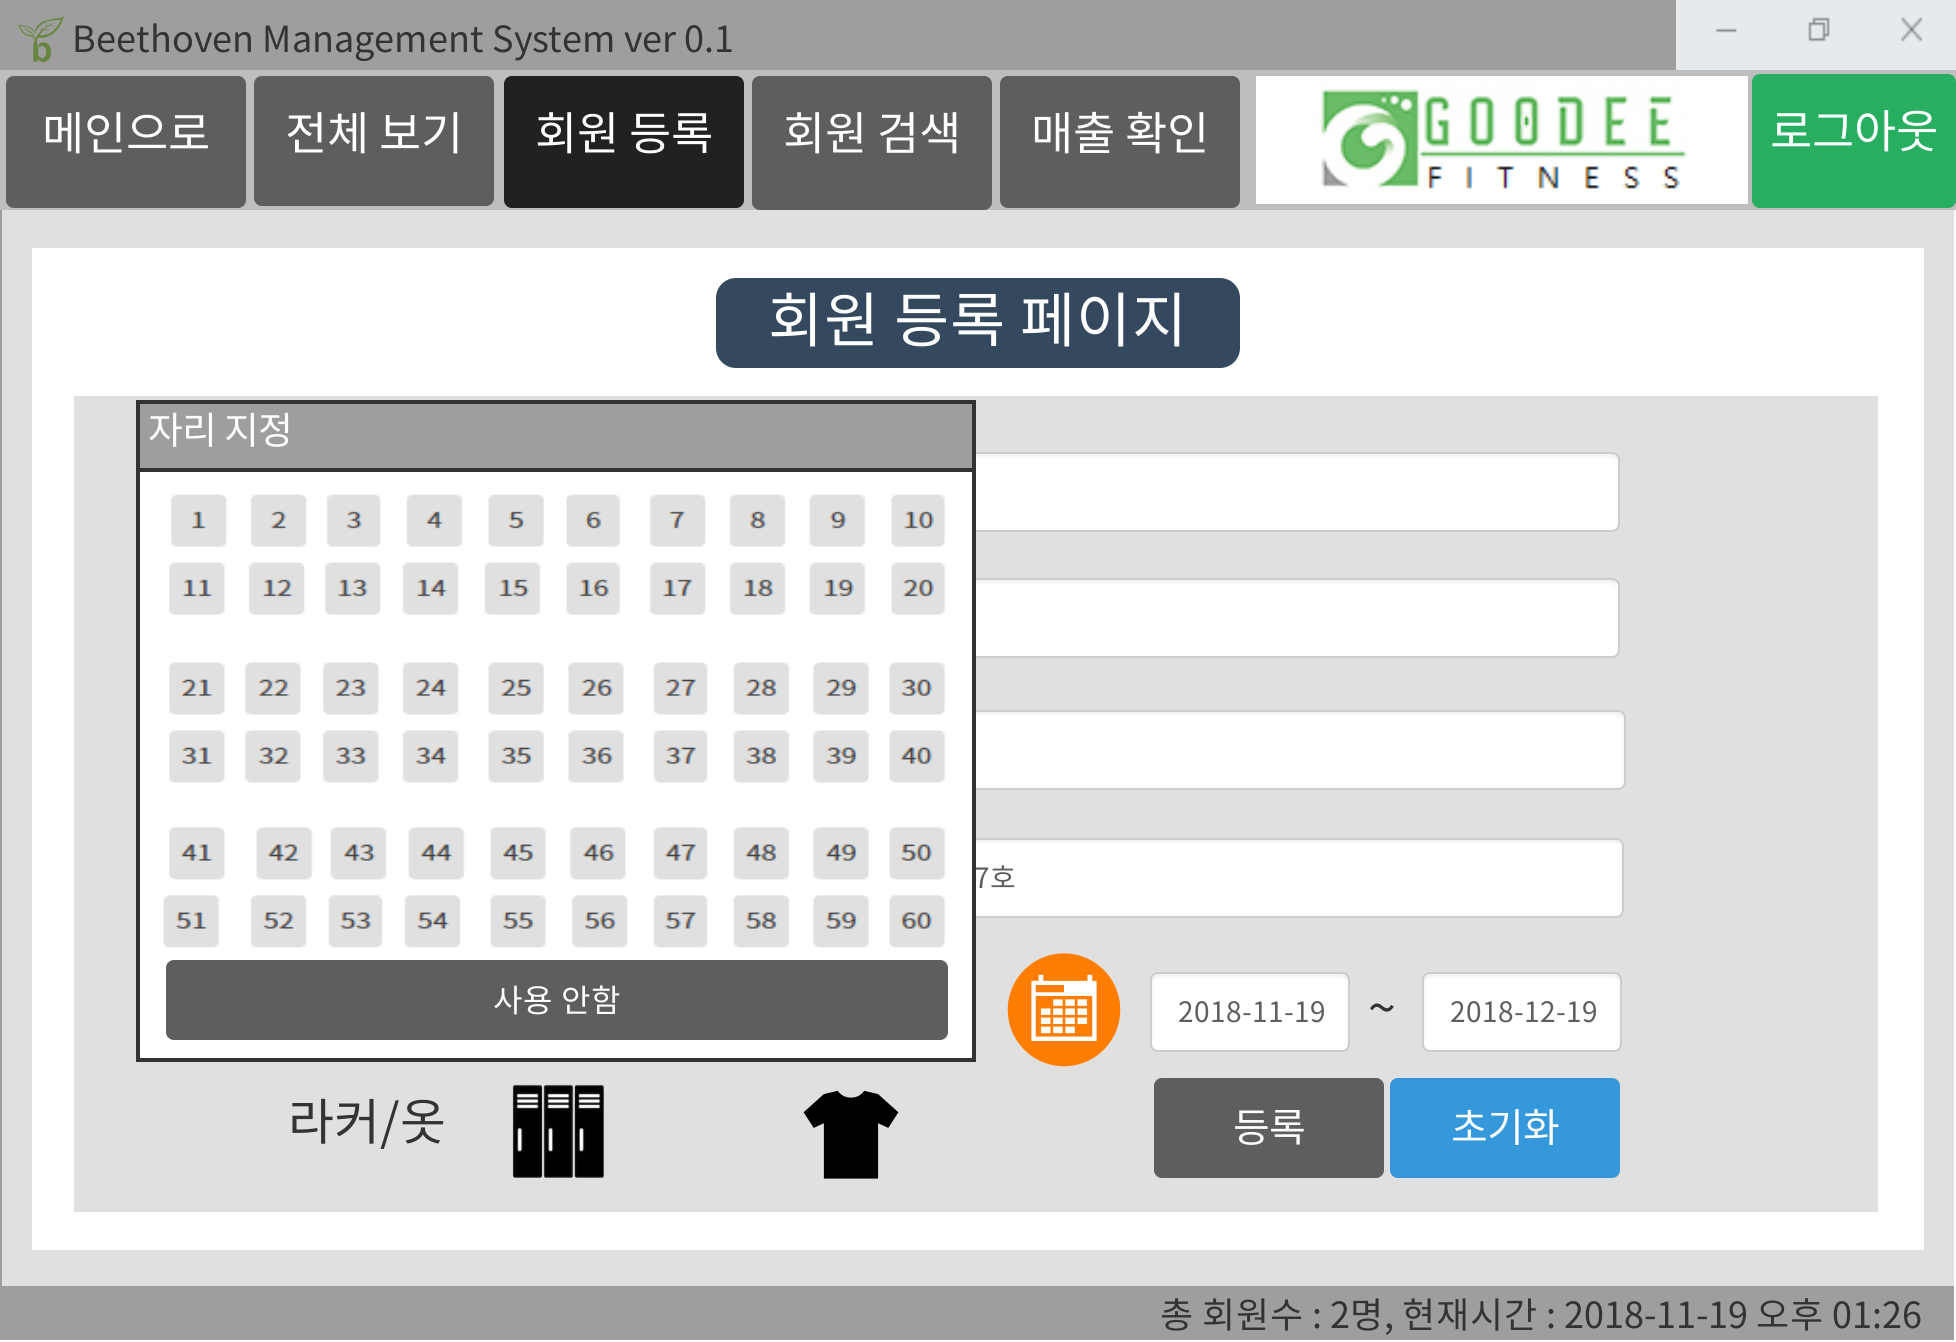 Beethoven Management System ver 0.1
메인으로 전체 보기 회원 등록 회원 검색 매출 확인 GOODEE FITNESS 로그아웃
회원 등록 페이지
자리 지정
1 2 3 4 5 6 7 8 9 10
11 12 13 14 15 16 17 18 19 20
21 22 23 24 25 26 27 28 29 30
31 32 33 34 35 36 37 38 39 40
41 42 43 44 45 46 47 48 49 50
7호
51 52 53 54 55 56 57 58 59 60
사용 안함
2018-11-19 ~ 2018-12-19
라커/옷 등록 초기화
총 회원수 : 2명, 현재시간 : 2018-11-19 오후 01:26